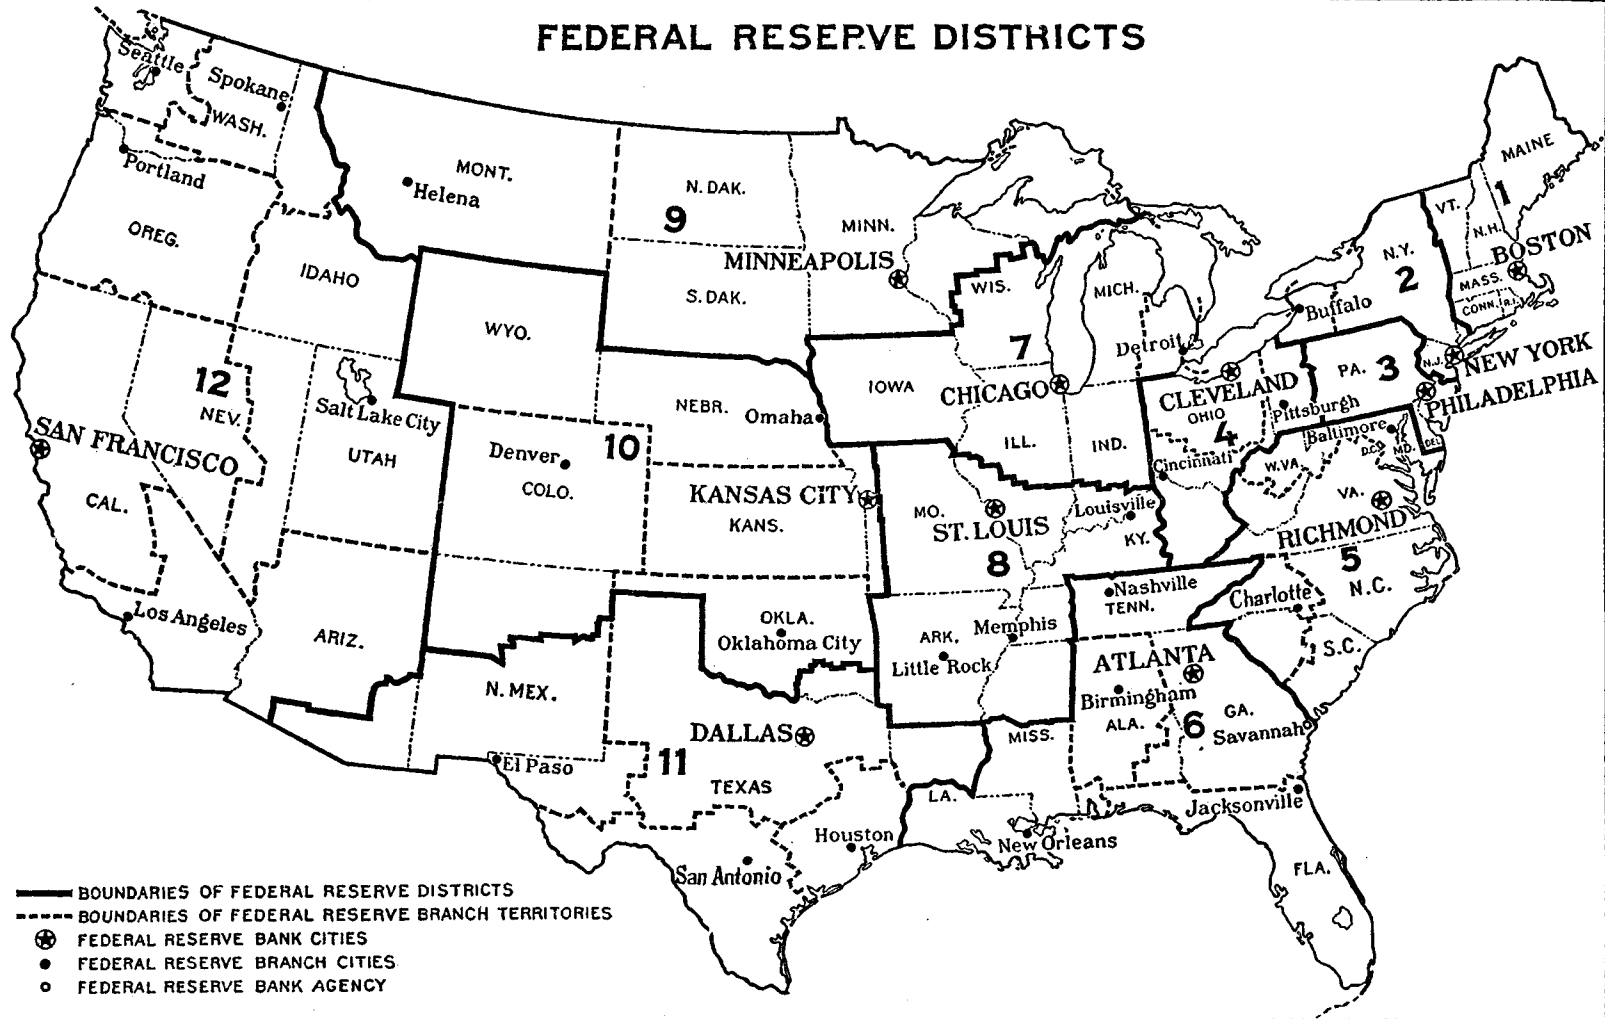 FEDERAL RESERVE DISTRICTS
Seattle
Spokane
WASH.
Portland
OREG.
MONT.
Helena
IDAHO
N. DAK.
9
MINN.
MINNEAPOLIS
S. DAK.
WYO.
WIS.
MICH.
7
Detroit
MAINE
1
VT.
N.H.
BOSTON
MASS.
CONN.
R.I.
N.Y.
2
Buffalo
NEW YORK
N.J.
PA.
3
PHILADELPHIA
Pittsburgh
CLEVELAND
OHIO
4
Cincinnati
Baltimore
D.C.
MD.
DEL.
W.VA.
VA.
RICHMOND
5
N.C.
Charlotte
S.C.
12
NEV.
Salt Lake City
UTAH
SAN FRANCISCO
CAL.
Los Angeles
ARIZ.
NEBR.
Omaha
10
Denver
COLO.
KANSAS CITY
KANS.
IOWA
CHICAGO
ILL.
IND.
MO.
ST. LOUIS
8
Louisville
KY.
Nashville
TENN.
Memphis
ARK.
Little Rock
OKLA.
Oklahoma City
N. MEX.
El Paso
DALLAS
11
TEXAS
Houston
San Antonio
LA.
New Orleans
MISS.
ATLANTA
Birmingham
ALA.
6
GA.
Savannah
Jacksonville
FLA.
BOUNDARIES OF FEDERAL RESERVE DISTRICTS
BOUNDARIES OF FEDERAL RESERVE BRANCH TERRITORIES
FEDERAL RESERVE BANK CITIES
FEDERAL RESERVE BRANCH CITIES
FEDERAL RESERVE BANK AGENCY